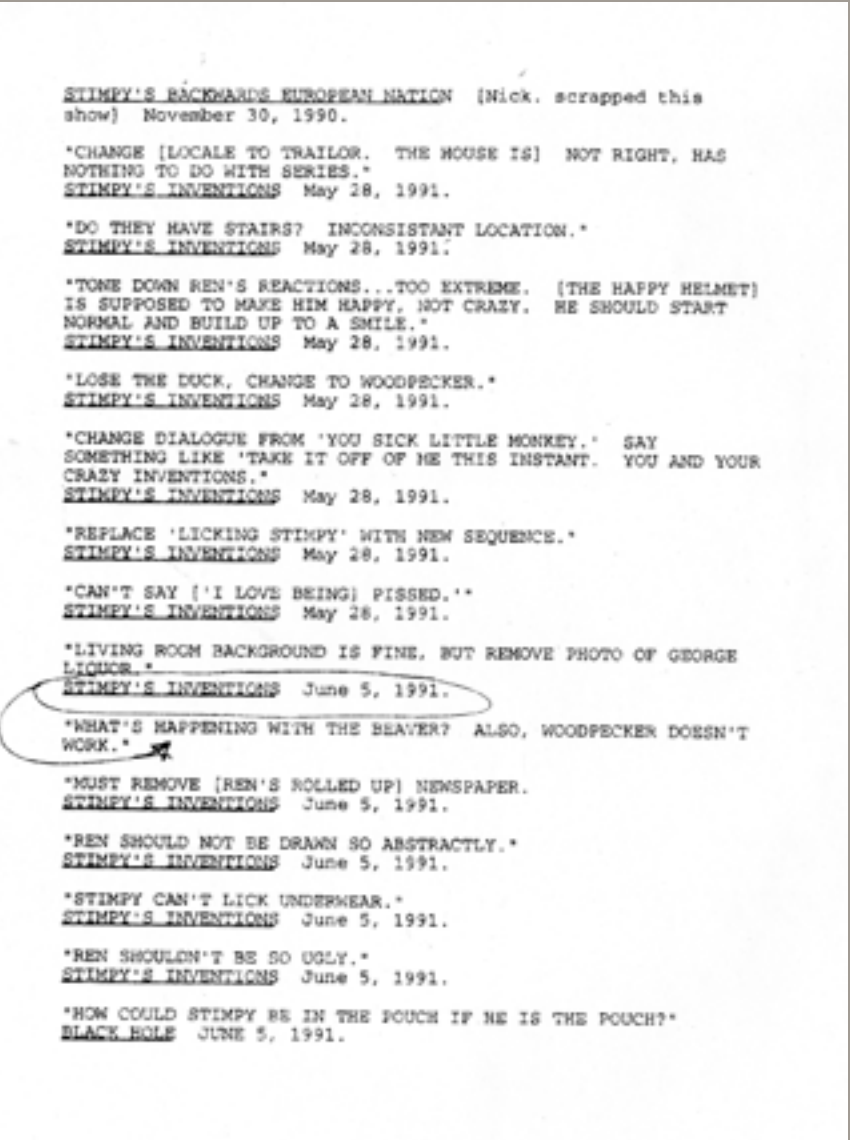 STIMPY'S BACKWARDS EUROPEAN NATION [Nick. scrapped this
show] November 30, 1990.
"CHANGE [LOCALE TO TRAILOR. THE HOUSE IS] NOT RIGHT, HAS
NOTHING TO DO WITH SERIES."
STIMPY'S INVENTIONS May 28, 1991.
"DO THEY HAVE STAIRS? INCONSISTANT LOCATION."
STIMPY'S INVENTIONS May 28, 1991.
"TONE DOWN REN'S REACTIONS...TOO EXTREME. [THE HAPPY HELMET]
IS SUPPOSED TO MAKE HIM HAPPY, NOT CRAZY. HE SHOULD START
NORMAL AND BUILD UP TO A SMILE."
STIMPY'S INVENTIONS May 28, 1991.
"LOSE THE DUCK, CHANGE TO WOODPECKER."
STIMPY'S INVENTIONS May 28, 1991.
"CHANGE DIALOGUE FROM 'YOU SICK LITTLE MONKEY.' SAY
SOMETHING LIKE 'TAKE IT OFF OF ME THIS INSTANT. YOU AND YOUR
CRAZY INVENTIONS."
STIMPY'S INVENTIONS May 28, 1991.
"REPLACE 'LICKING STIMPY' WITH NEW SEQUENCE."
STIMPY'S INVENTIONS May 28, 1991.
"CAN'T SAY ['I LOVE BEING] PISSED.'"
STIMPY'S INVENTIONS May 28, 1991.
"LIVING ROOM BACKGROUND IS FINE, BUT REMOVE PHOTO OF GEORGE
LIQUOR."
STIMPY'S INVENTIONS June 5, 1991.
"WHAT'S HAPPENING WITH THE BEAVER? ALSO, WOODPECKER DOESN'T
WORK."
"MUST REMOVE [REN'S ROLLED UP] NEWSPAPER.
STIMPY'S INVENTIONS June 5, 1991.
"REN SHOULD NOT BE DRAWN SO ABSTRACTLY."
STIMPY'S INVENTIONS June 5, 1991.
"STIMPY CAN'T LICK UNDERWEAR."
STIMPY'S INVENTIONS June 5, 1991.
"REN SHOULDN'T BE SO UGLY."
STIMPY'S INVENTIONS June 5, 1991.
"HOW COULD STIMPY BE IN THE POUCH IF HE IS THE POUCH?"
BLACK HOLE JUNE 5, 1991.